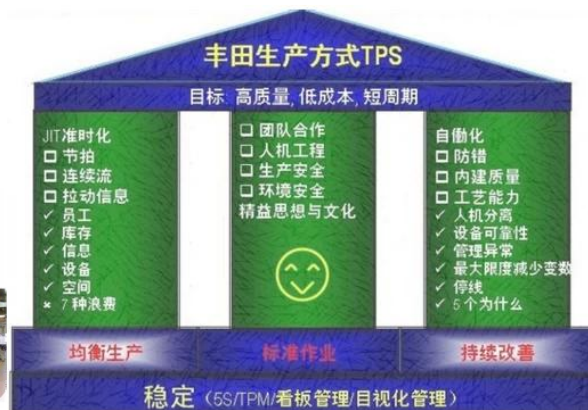 丰田生产方式TPS
目标: 高质量, 低成本, 短周期
JIT准时化
□ 节拍
□ 连续流
□ 拉动信息
✓ 员工
✓ 库存
✓ 信息
✓ 设备
✓ 空间
× 7种浪费
□ 团队合作
□ 人机工程
□ 生产安全
□ 环境安全
精益思想与文化
自働化
□ 防错
□ 内建质量
□ 工艺能力
✓ 人机分离
✓ 设备可靠性
✓ 管理异常
✓ 最大限度减少变数
✓ 停线
✓ 5个为什么
均衡生产
标准作业
持续改善
稳定（5S/TPM/看板管理/目视化管理）